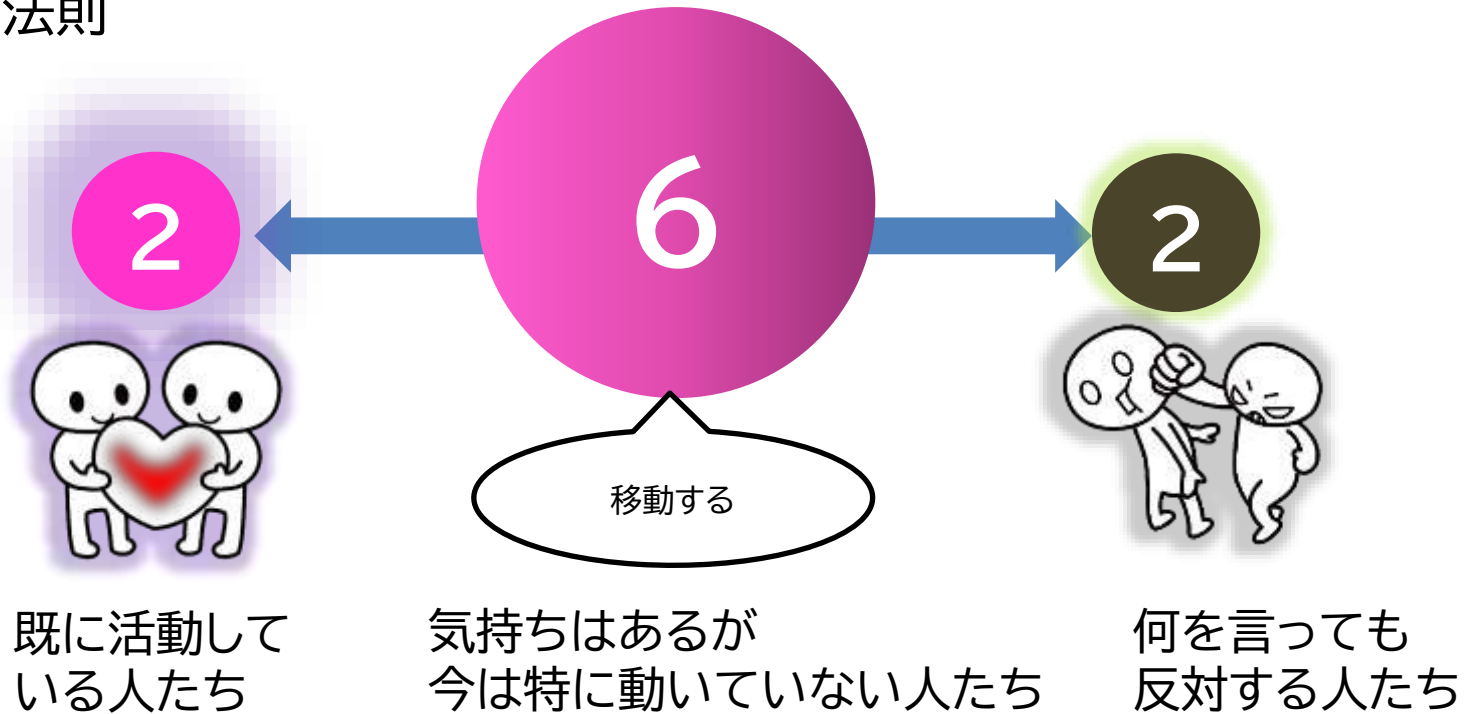 法則
2
6
2
移動する
既に活動して
いる人たち
気持ちはあるが
今は特に動いていない人たち
何を言っても
反対する人たち